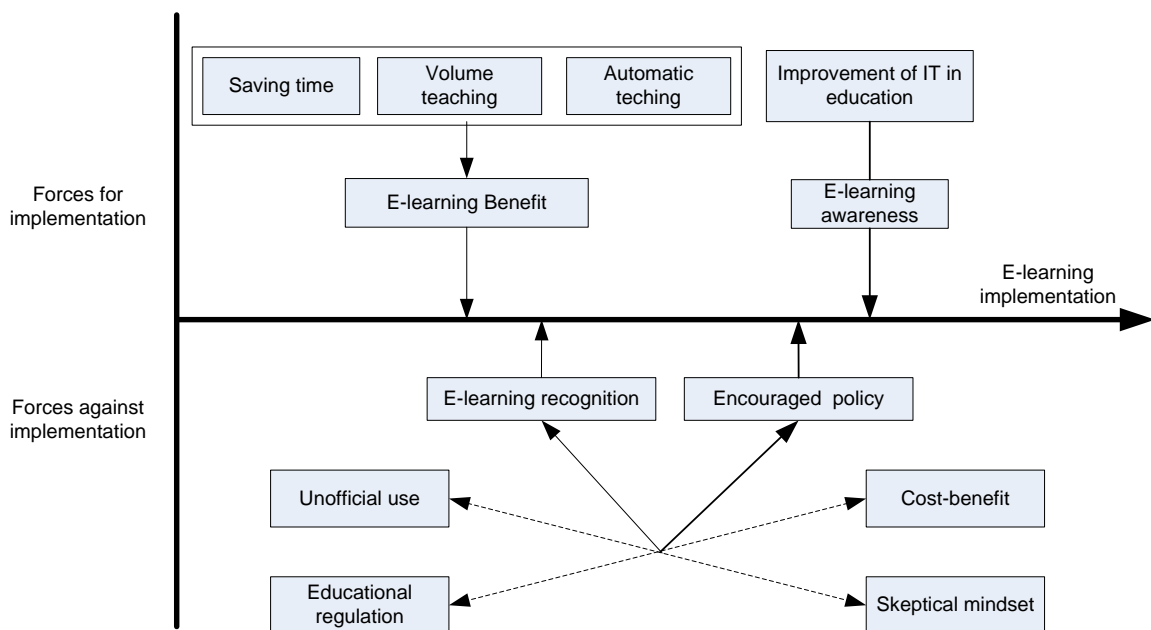 Saving time
Volume
teaching
Automatic
teching
Improvement of IT in
education
Forces for
implementation
E-learning Benefit
E-learning
awareness
E-learning
implementation
Forces against
implementation
E-learning recognition
Encouraged policy
Unofficial use
Cost-benefit
Educational
regulation
Skeptical mindset